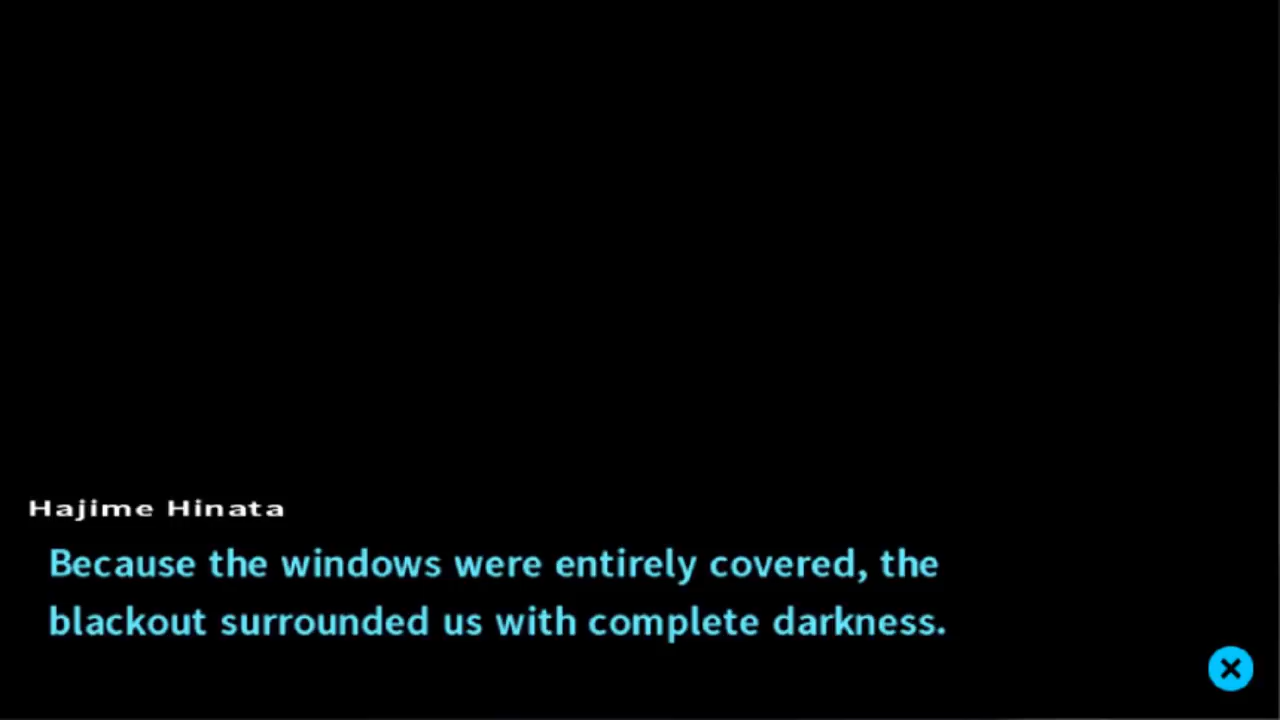 Hajime Hinata
Because the windows were entirely covered, the
blackout surrounded us with complete darkness.